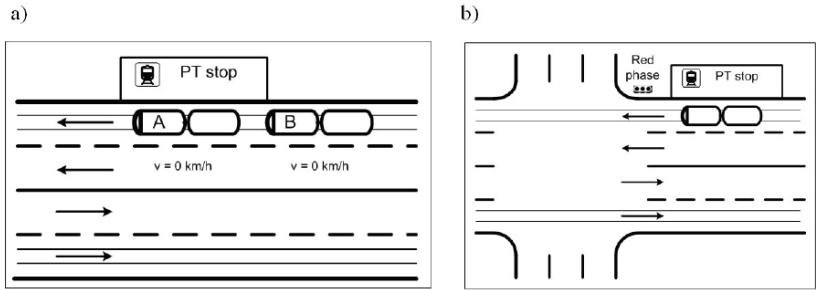 a)
PT stop
A
B
v = 0 km/h
v = 0 km/h
b)
Red
phase
PT stop